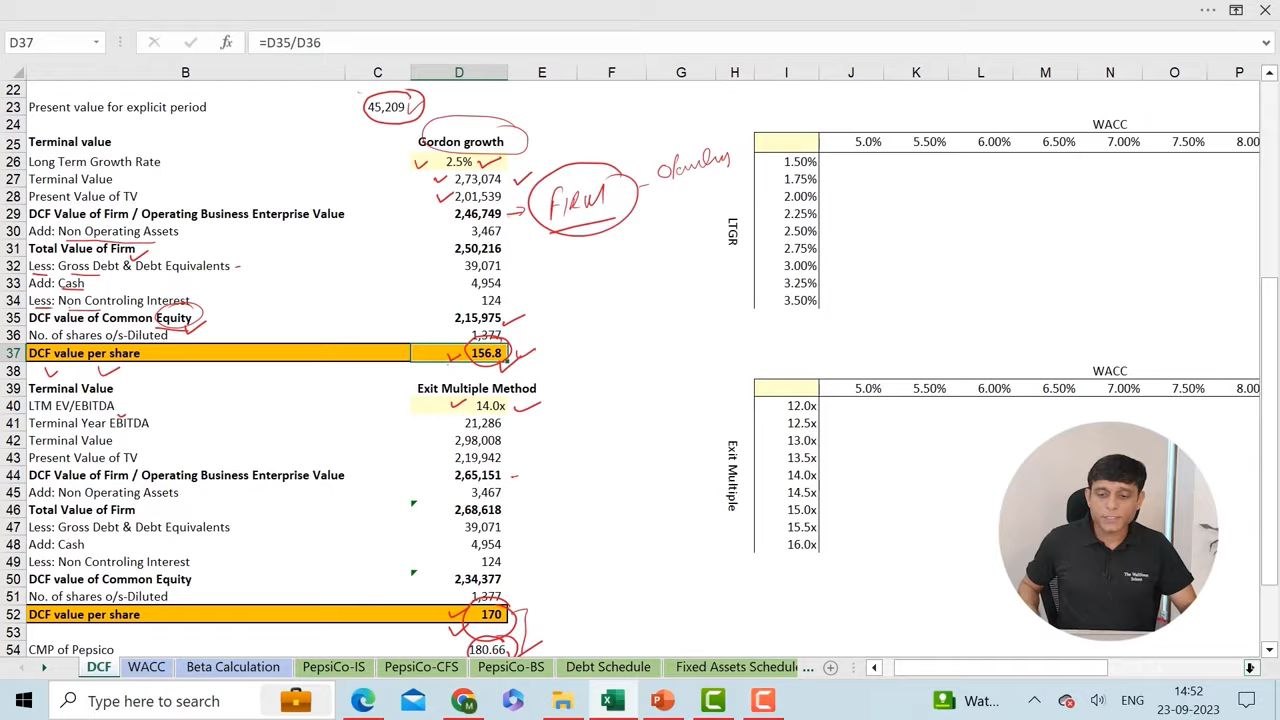 D37 fx =D35/D36
B C D E F G H I J K L M N O P
22
23 Present value for explicit period 45,209
24 WACC
25 Terminal value Gordon growth 5.0% 5.50% 6.00% 6.50% 7.00% 7.50% 8.00
26 Long Term Growth Rate 2.5% 1.50%
27 Terminal Value 2,73,074 1.75%
28 Present Value of TV 2,01,539 2.00%
29 DCF Value of Firm / Operating Business Enterprise Value 2,46,749 2.25%
FIRM
LTGR
30 Add: Non Operating Assets 3,467 2.50%
31 Total Value of Firm 2,50,216 2.75%
32 Less: Gross Debt & Debt Equivalents 39,071 3.00%
33 Add: Cash 4,954 3.25%
34 Less: Non Controling Interest 124 3.50%
35 DCF value of Common Equity 2,15,975
36 No. of shares o/s-Diluted 1,377
37 DCF value per share 156.8
38 WACC
39 Terminal Value Exit Multiple Method 5.0% 5.50% 6.00% 6.50% 7.00% 7.50% 8.00
40 LTM EV/EBITDA 14.0x 12.0x
41 Terminal Year EBITDA 21,286 12.5x
42 Terminal Value 2,98,008 13.0x
43 Present Value of TV 2,19,942 13.5x
44 DCF Value of Firm / Operating Business Enterprise Value 2,65,151 Exit Multiple 14.0x
45 Add: Non Operating Assets 3,467 14.5x
46 Total Value of Firm 2,68,618 15.0x
47 Less: Gross Debt & Debt Equivalents 39,071 15.5x
48 Add: Cash 4,954 16.0x
49 Less: Non Controling Interest 124
50 DCF value of Common Equity 2,34,377
51 No. of shares o/s-Diluted 1,377
52 DCF value per share 170
53
54 CMP of Pepsico 180.66
The WallStreet School
DCF WACC Beta Calculation PepsiCo-IS PepsiCo-CFS PepsiCo-BS Debt Schedule Fixed Assets Schedul ...
Type here to search Wat... ENG 14:52
23-09-2023